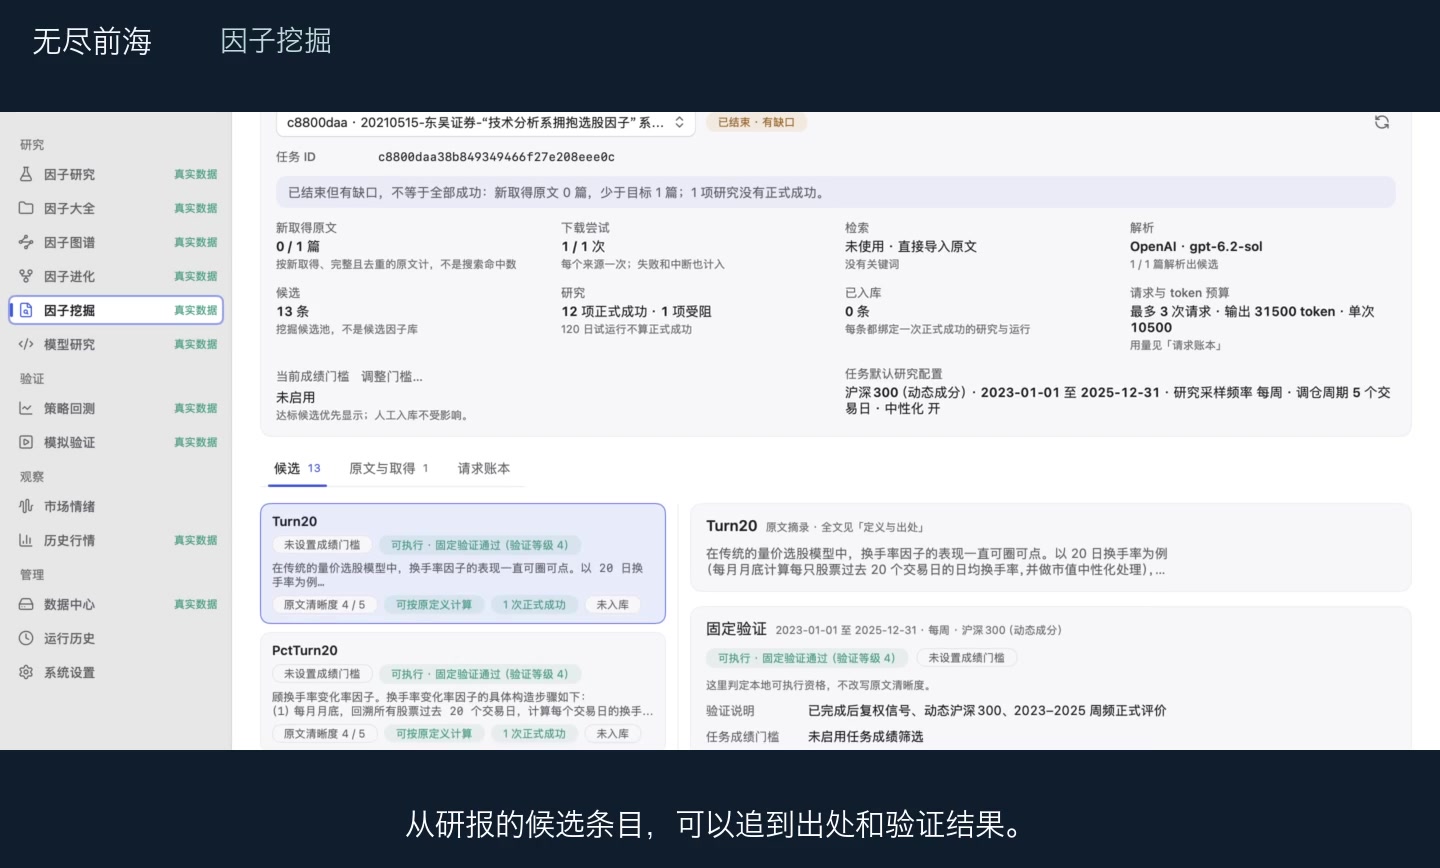 无尽前海 因子挖掘
研究
因子研究 真实数据
因子大全 真实数据
因子图谱 真实数据
因子进化 真实数据
因子挖掘 真实数据
模型研究 真实数据
验证
策略回测 真实数据
模拟验证 真实数据
观察
市场情绪
历史行情 真实数据
管理
数据中心 真实数据
运行历史
系统设置
c8800daa · 20210515-东吴证券-“技术分析系拥抱选股因子” 系... 已结束 · 有缺口
任务 ID c8800daa38b849349466f27e208eee0c
已结束但有缺口，不等于全部成功：新取得原文 0 篇，少于目标 1 篇；1 项研究没有正式成功。
新取得原文
0 / 1 篇
按新取得、完整且去重的原文计，不是搜索命中数
下载尝试
1 / 1 次
每个来源一次；失败和中断也计入
检索
未使用 · 直接导入原文
没有关键词
解析
OpenAI · gpt-6.2-sol
1 / 1 篇解析出候选
候选
13 条
挖掘候选池，不是候选因子库
研究
12 项正式成功 · 1 项受阻
120 日试运行不算正式成功
已入库
0 条
每条都绑定一次正式成功的研究与运行
请求与 token 预算
最多 3 次请求 · 输出 31500 token · 单次
10500
用量见「请求账本」
当前成绩门槛 调整门槛...
未启用
达标候选优先显示；人工入库不受影响。
任务默认研究配置
沪深300 (动态成分) · 2023-01-01 至 2025-12-31 · 研究采样频率 每周 · 调仓周期 5 个交
易日 · 中性化 开
候选 13 原文与取得 1 请求账本
Turn20
未设置成绩门槛 可执行 · 固定验证通过 (验证等级 4)
在传统的量价选股模型中，换手率因子的表现一直可圈可点。以 20 日换
手率为例…
原文清晰度 4 / 5 可按原定义计算 1 次正式成功 未入库
PctTurn20
未设置成绩门槛 可执行 · 固定验证通过 (验证等级 4)
顾换手率变化率因子。换手率变化率因子的具体构造步骤如下：
(1) 每月月底，回溯所有股票过去 20 个交易日，计算每个交易日的换手…
原文清晰度 4 / 5 可按原定义计算 1 次正式成功 未入库
Turn20 原文摘录 · 全文见「定义与出处」
在传统的量价选股模型中，换手率因子的表现一直可圈可点。以 20 日换手率为例
(每月月底计算每只股票过去 20 个交易日的日均换手率,并做市值中性化处理)，...
固定验证 2023-01-01 至 2025-12-31 · 每周 · 沪深300 (动态成分)
可执行 · 固定验证通过 (验证等级 4) 未设置成绩门槛
这里判定本地可执行资格，不改写原文清晰度。
验证说明 已完成后复权信号、动态沪深300、2023–2025 周频正式评价
任务成绩门槛 未启用任务成绩筛选
从研报的候选条目，可以追到出处和验证结果。